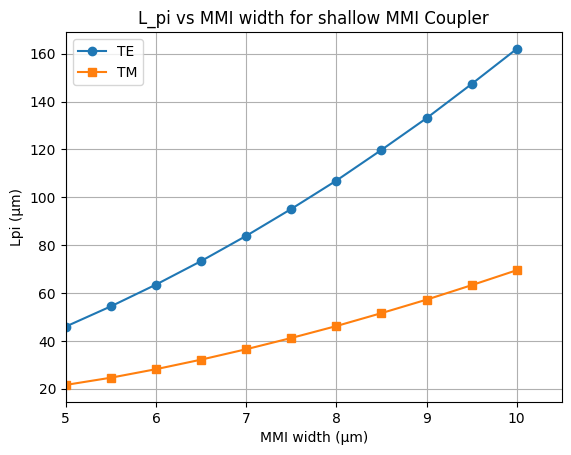 L_pi vs MMI width for shallow MMI Coupler
TE
TM
160
140
120
100
80
60
40
20
Lpi (μm)
5 6 7 8 9 10
MMI width (μm)